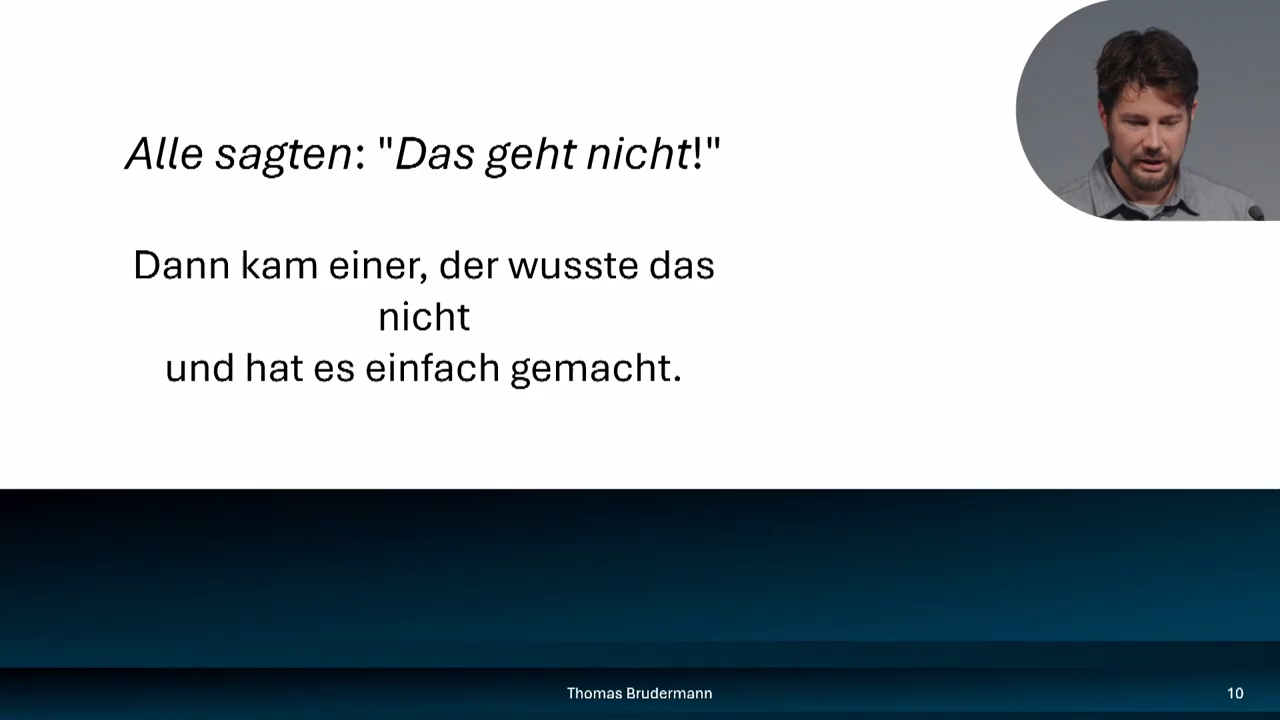 Alle sagten: "Das geht nicht!"
Dann kam einer, der wusste das
nicht
und hat es einfach gemacht.
Thomas Brudermann
10